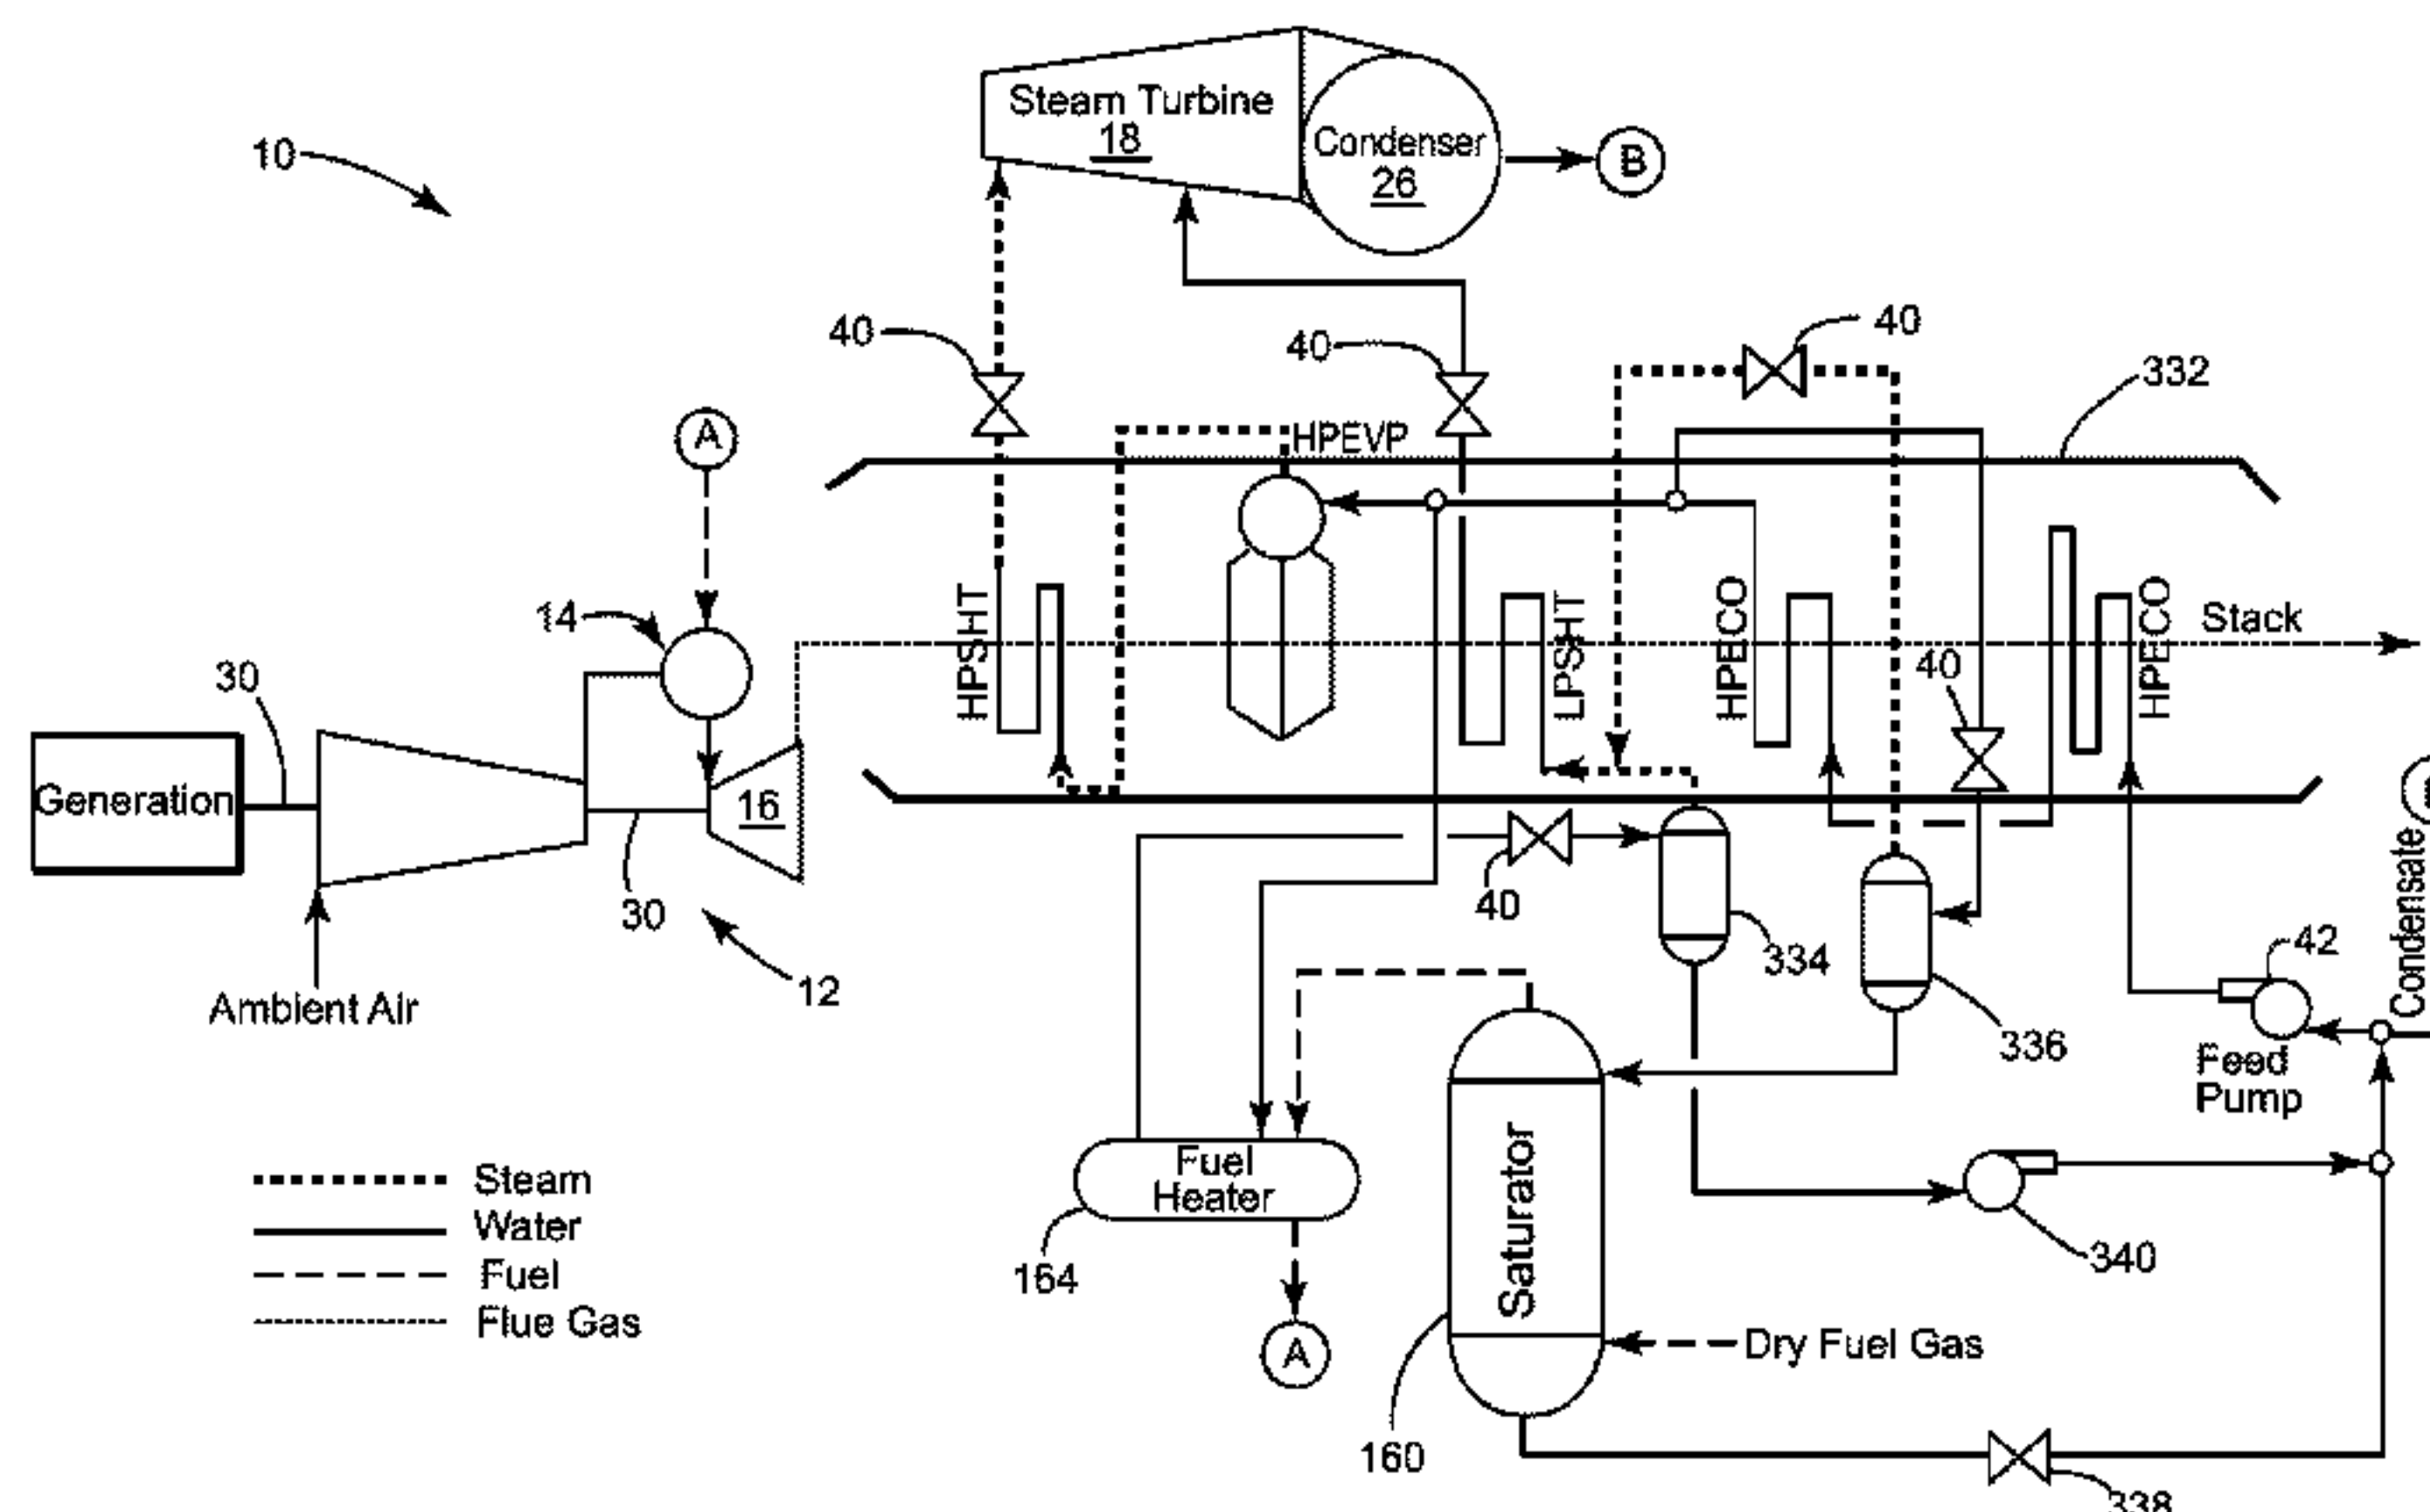 Steam Turbine
18
Condenser
26
B
10
40
40
40
332
A
HPEVP
14
HPSHT
LPSHT
HPECO
HPECO
Stack
40
30
Generation
16
30
12
Ambient Air
40
334
336
42
Condensate
Feed
Pump
Fuel
Heater
164
A
Saturator
160
Dry Fuel Gas
340
338
Steam
Water
Fuel
Flue Gas